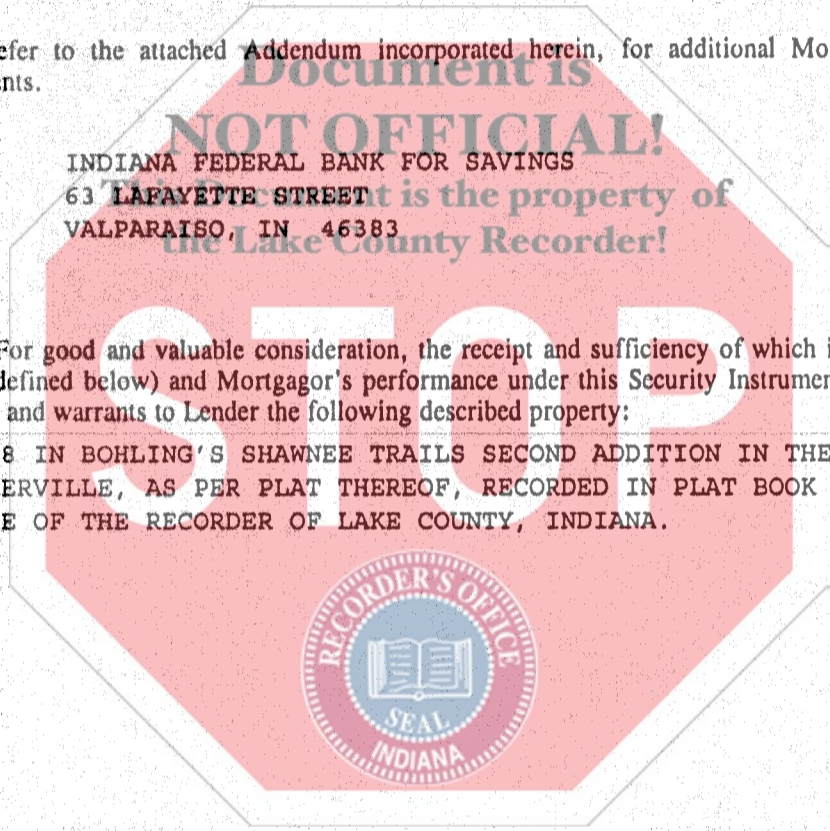 efer to the attached Addendum incorporated herein, for additional Mo
nts.
Document is
NOT OFFICIAL!
This Document is the property of
the Lake County Recorder!
INDIANA FEDERAL BANK FOR SAVINGS
63 LAFAYETTE STREET
VALPARAISO, IN 46383
STOP
For good and valuable consideration, the receipt and sufficiency of which i
defined below) and Mortgagor's performance under this Security Instrumen
and warrants to Lender the following described property:
8 IN BOHLING'S SHAWNEE TRAILS SECOND ADDITION IN THE
ERVILLE, AS PER PLAT THEREOF, RECORDED IN PLAT BOOK
E OF THE RECORDER OF LAKE COUNTY, INDIANA.
RECORDER'S OFFICE
SEAL
INDIANA